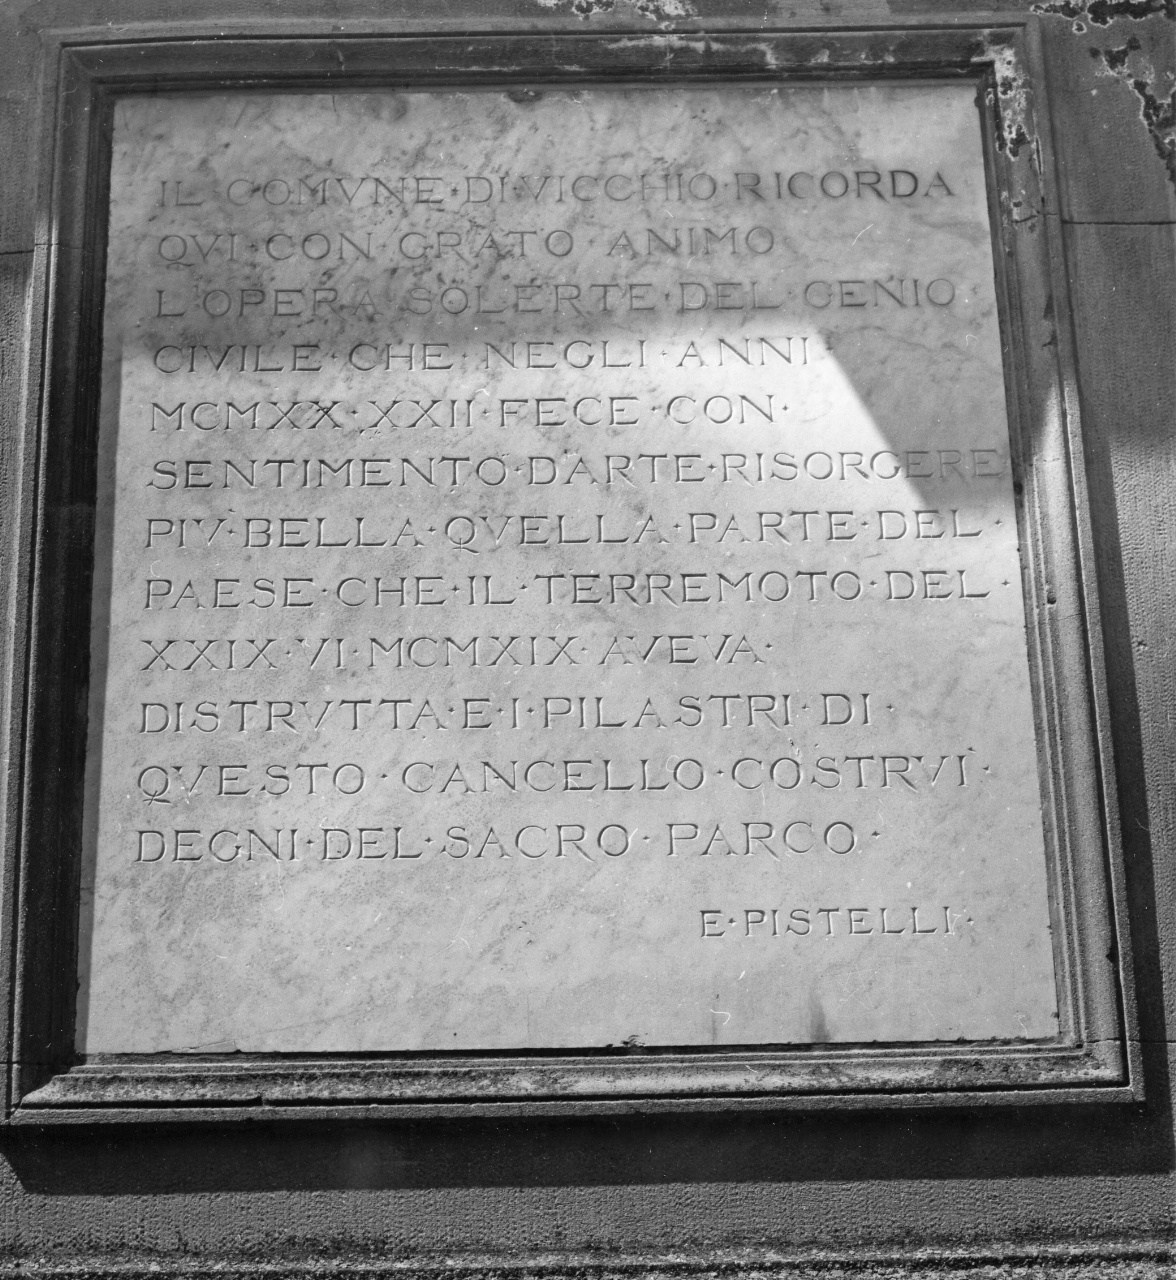 IL·COMVNE·DI·VICCHIO·RICORDA
QVI·CON·GRATO·ANIMO
L'OPERA·SOLERTE·DEL·GENIO·
CIVILE·CHE·NEGLI·ANNI·
MCMXX·XXII·FECE·CON·
SENTIMENTO·D'ARTE·RISORGERE
PIV'·BELLA·QVELLA·PARTE·DEL·
PAESE·CHE·IL·TERREMOTO·DEL·
XXIX·VI·MCMXIX·AVEVA·
DISTRVTTA·E·I·PILASTRI·DI·
QVESTO·CANCELLO·COSTRVI'·
DEGNI·DEL·SACRO·PARCO·
E·PISTELLI·